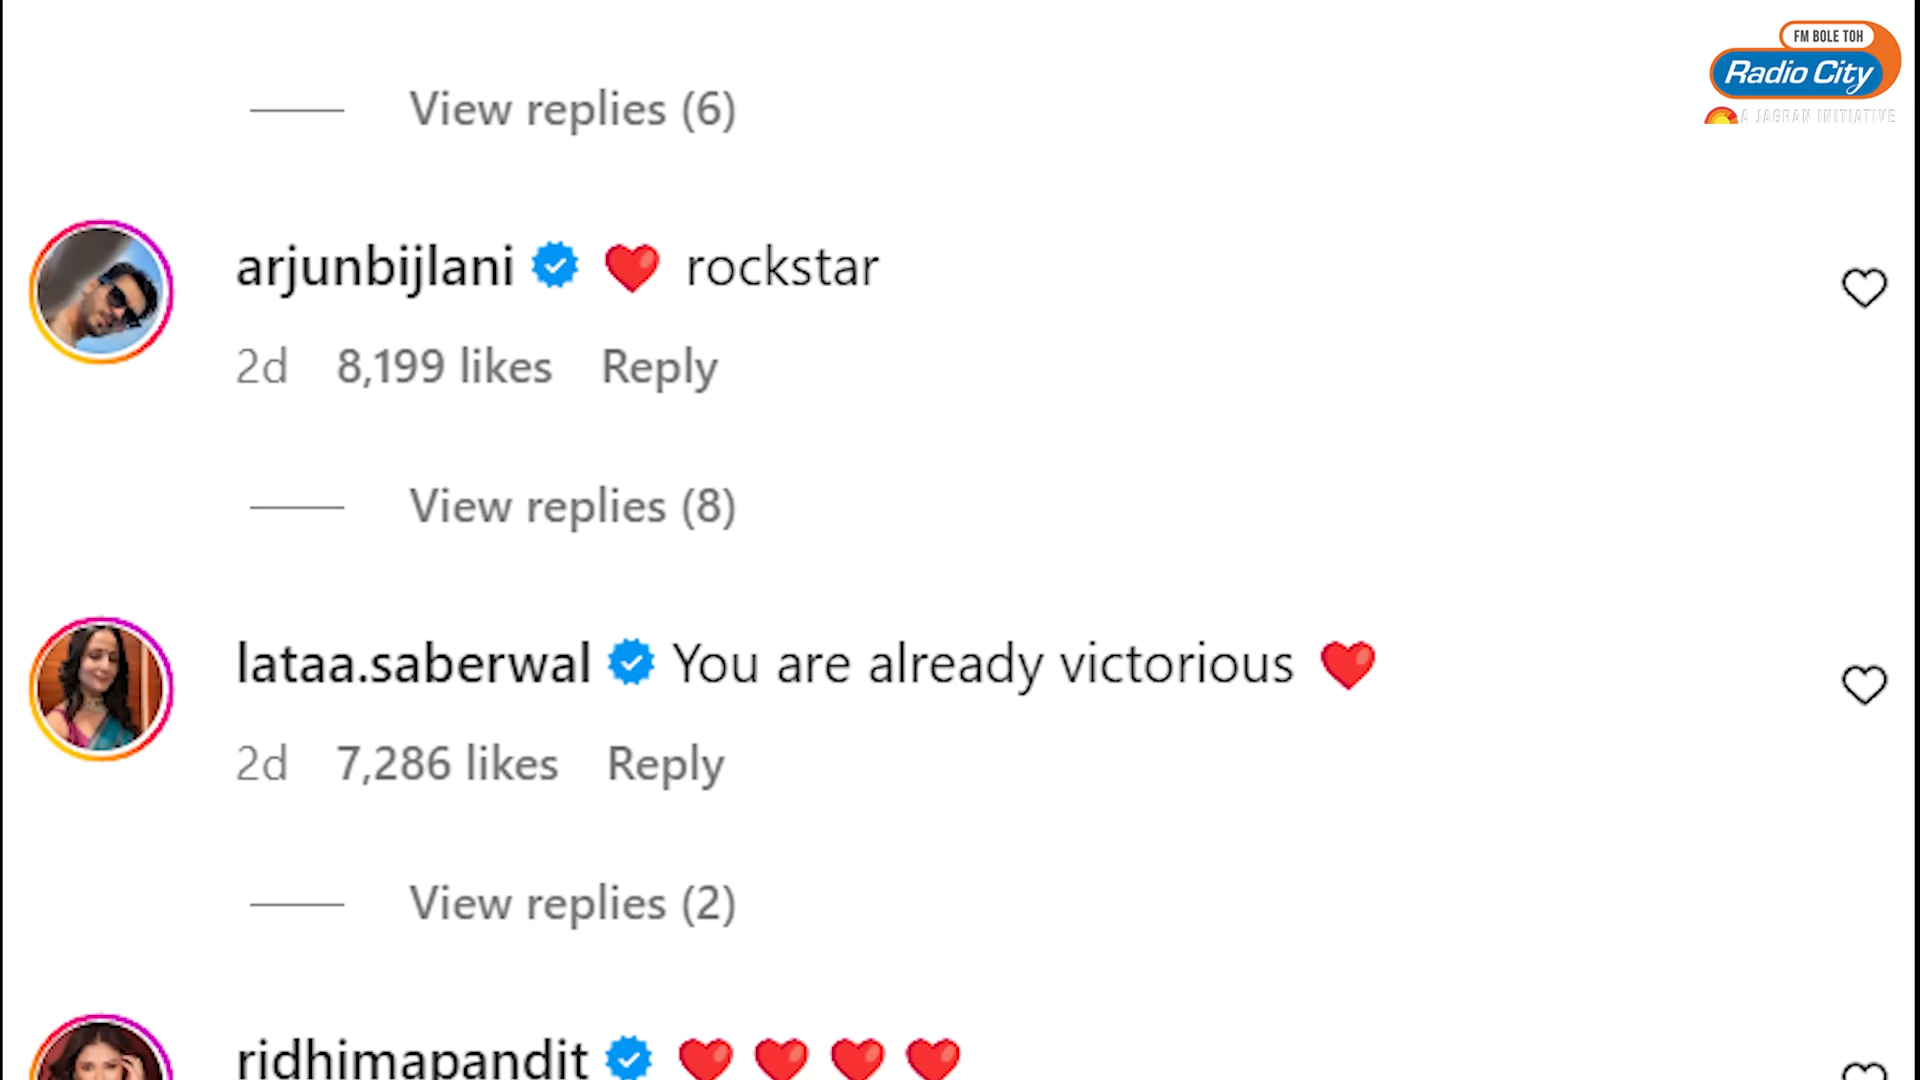 FM BOLE TOH
Radio City
A JAGRAN INITIATIVE
View replies (6)
arjunbijlani ❤️ rockstar
2d 8,199 likes Reply
View replies (8)
lataa.saberwal You are already victorious ❤️
2d 7,286 likes Reply
View replies (2)
ridhimapandit ❤️ ❤️ ❤️ ❤️